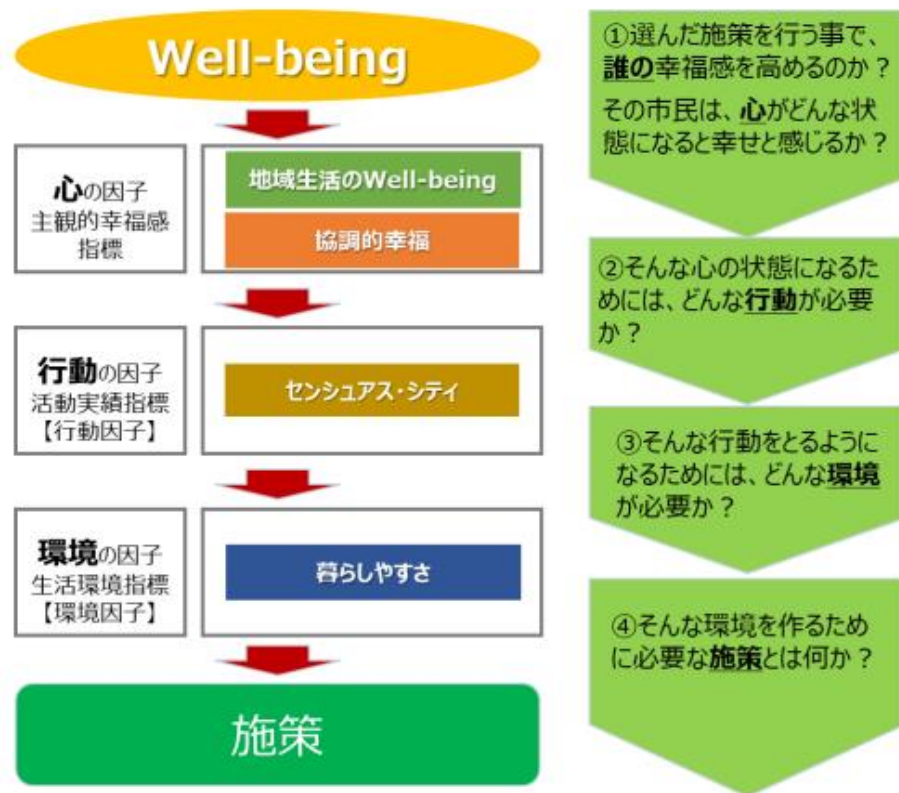 Well-being
心の因子
主観的幸福感
指標
地域生活のWell-being
協調的幸福
行動の因子
活動実績指標
【行動因子】
センシュアス・シティ
環境の因子
生活環境指標
【環境因子】
暮らしやすさ
施策
①選んだ施策を行う事で、
誰の幸福感を高めるのか？
その市民は、心がどんな状
態になると幸せと感じるか？
②そんな心の状態になるた
めには、どんな行動が必要
か？
③そんな行動をとるように
なるためには、どんな環境
が必要か？
④そんな環境を作るため
に必要な施策とは何か？